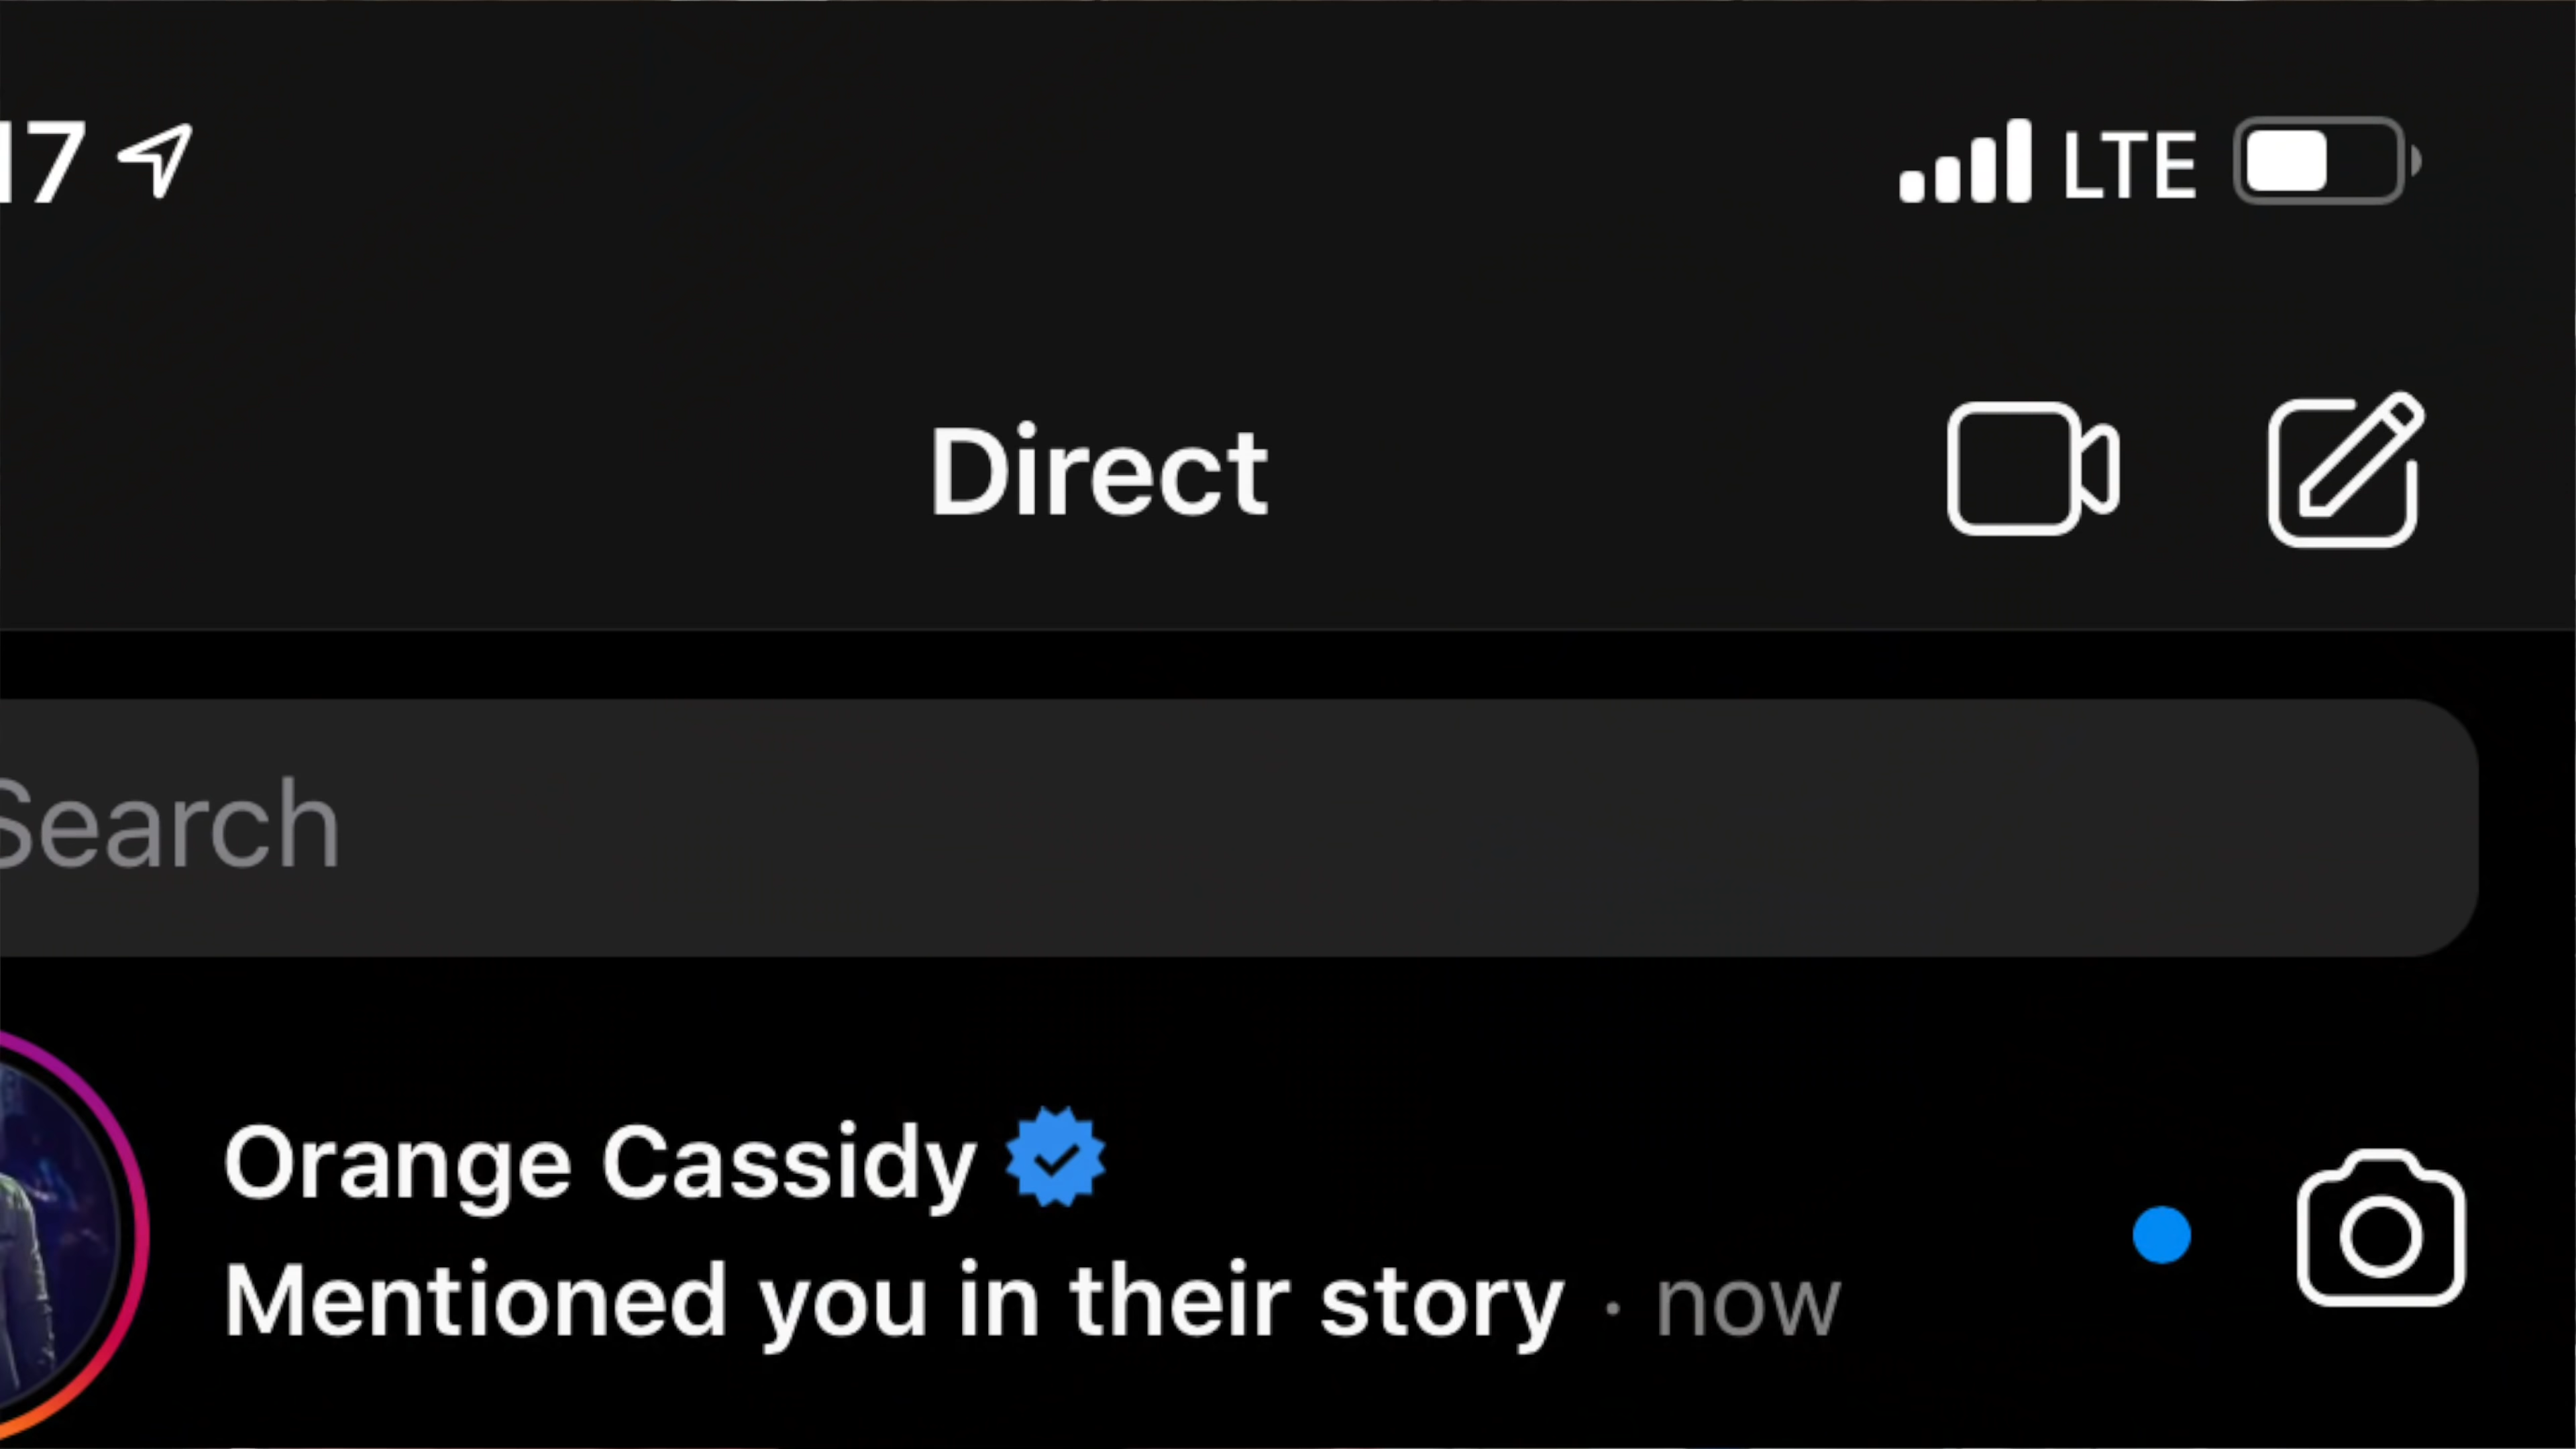 17 LTE
Direct
Search
Orange Cassidy
Mentioned you in their story · now